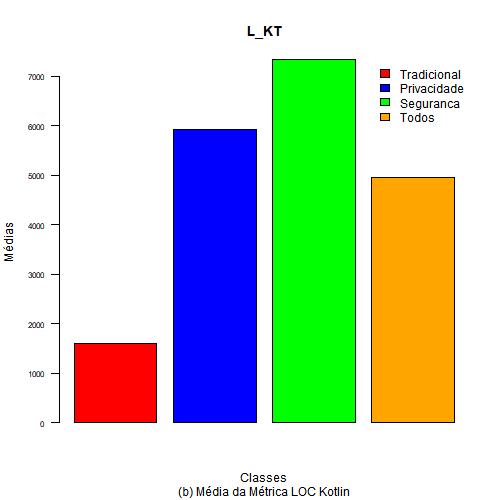 L_KT
Tradicional
Privacidade
Seguranca
Todos
7000
6000
5000
4000
3000
2000
1000
0
Médias
Classes
(b) Média da Métrica LOC Kotlin